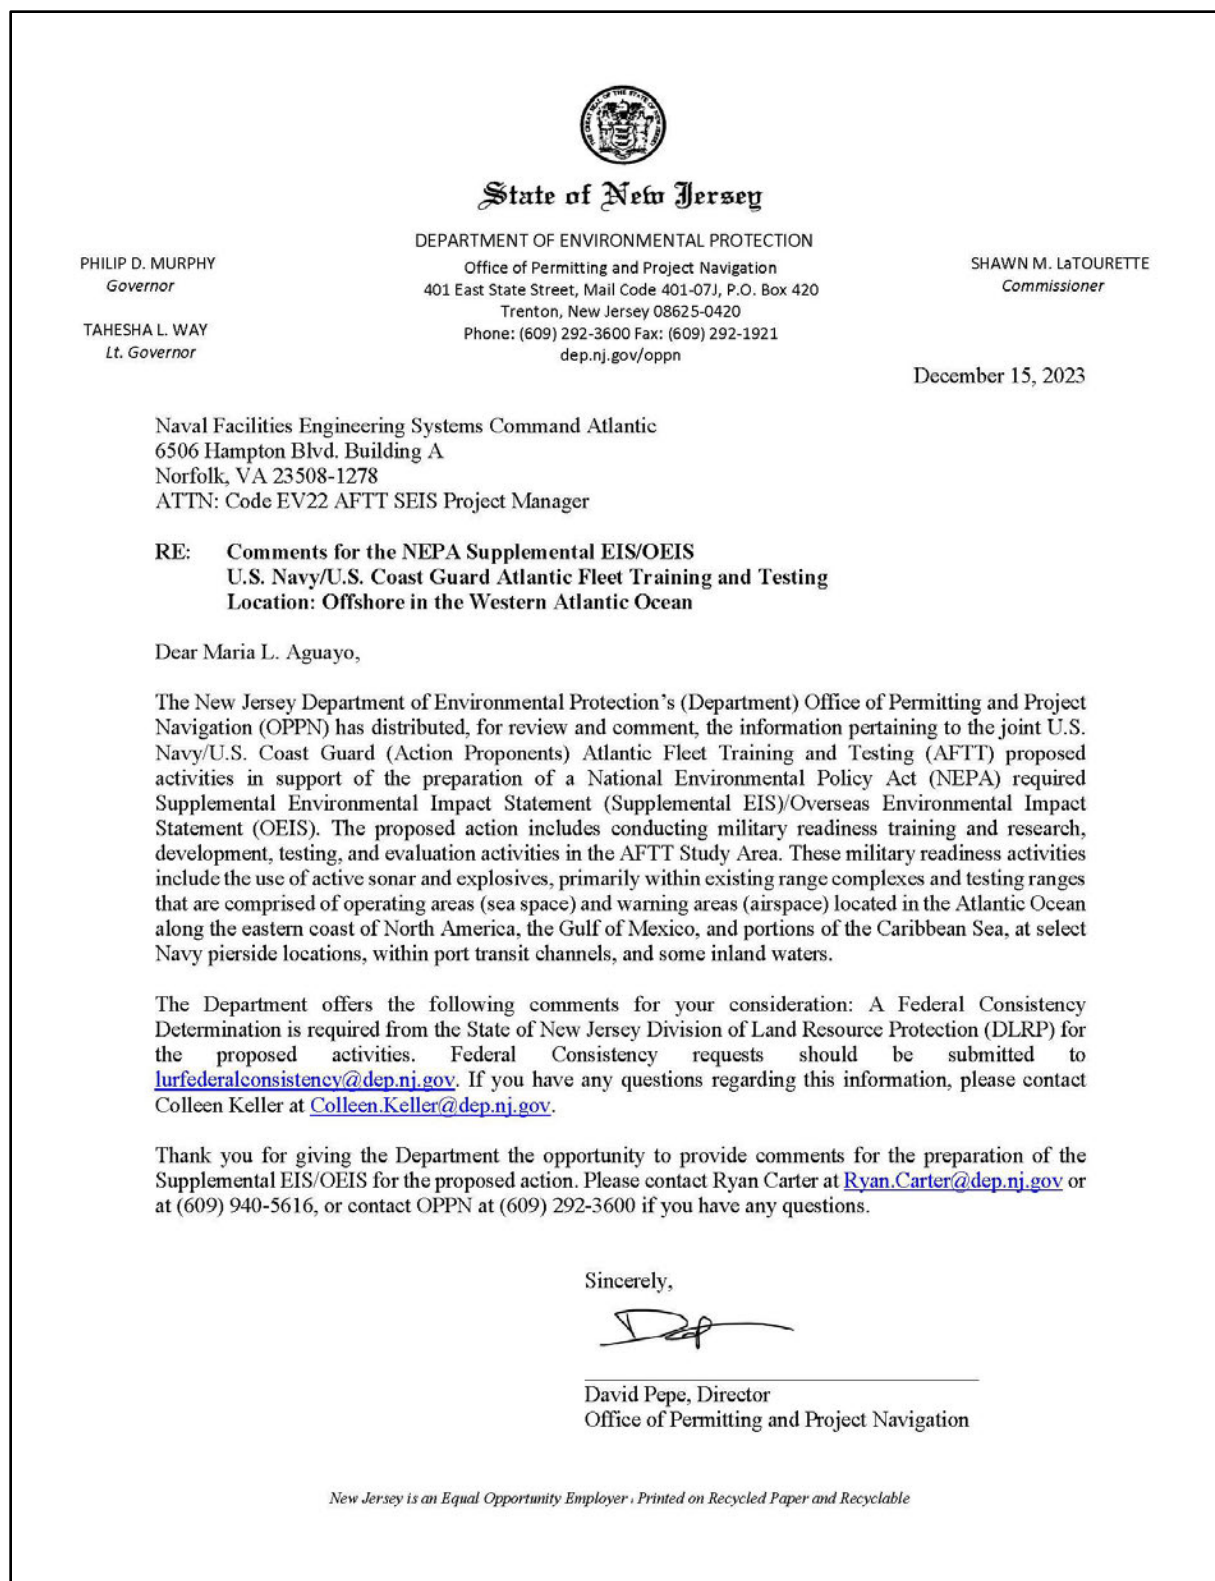 THE GREAT SEAL OF THE STATE OF NEW JERSEY
State of New Jersey
DEPARTMENT OF ENVIRONMENTAL PROTECTION
Office of Permitting and Project Navigation
401 East State Street, Mail Code 401-07J, P.O. Box 420
Trenton, New Jersey 08625-0420
Phone: (609) 292-3600 Fax: (609) 292-1921
dep.nj.gov/oppn
PHILIP D. MURPHY
Governor
TAHESHA L. WAY
Lt. Governor
SHAWN M. LaTOURETTE
Commissioner
December 15, 2023
Naval Facilities Engineering Systems Command Atlantic
6506 Hampton Blvd. Building A
Norfolk, VA 23508-1278
ATTN: Code EV22 AFTT SEIS Project Manager
RE: Comments for the NEPA Supplemental EIS/OEIS
U.S. Navy/U.S. Coast Guard Atlantic Fleet Training and Testing
Location: Offshore in the Western Atlantic Ocean
Dear Maria L. Aguayo,
The New Jersey Department of Environmental Protection's (Department) Office of Permitting and Project
Navigation (OPPN) has distributed, for review and comment, the information pertaining to the joint U.S.
Navy/U.S. Coast Guard (Action Proponents) Atlantic Fleet Training and Testing (AFTT) proposed
activities in support of the preparation of a National Environmental Policy Act (NEPA) required
Supplemental Environmental Impact Statement (Supplemental EIS)/Overseas Environmental Impact
Statement (OEIS). The proposed action includes conducting military readiness training and research,
development, testing, and evaluation activities in the AFTT Study Area. These military readiness activities
include the use of active sonar and explosives, primarily within existing range complexes and testing ranges
that are comprised of operating areas (sea space) and warning areas (airspace) located in the Atlantic Ocean
along the eastern coast of North America, the Gulf of Mexico, and portions of the Caribbean Sea, at select
Navy pierside locations, within port transit channels, and some inland waters.
The Department offers the following comments for your consideration: A Federal Consistency
Determination is required from the State of New Jersey Division of Land Resource Protection (DLRP) for
the proposed activities. Federal Consistency requests should be submitted to
lurfederalconsistency@dep.nj.gov. If you have any questions regarding this information, please contact
Colleen Keller at Colleen.Keller@dep.nj.gov.
Thank you for giving the Department the opportunity to provide comments for the preparation of the
Supplemental EIS/OEIS for the proposed action. Please contact Ryan Carter at Ryan.Carter@dep.nj.gov or
at (609) 940-5616, or contact OPPN at (609) 292-3600 if you have any questions.
Sincerely,
David Pepe, Director
Office of Permitting and Project Navigation
New Jersey is an Equal Opportunity Employer · Printed on Recycled Paper and Recyclable